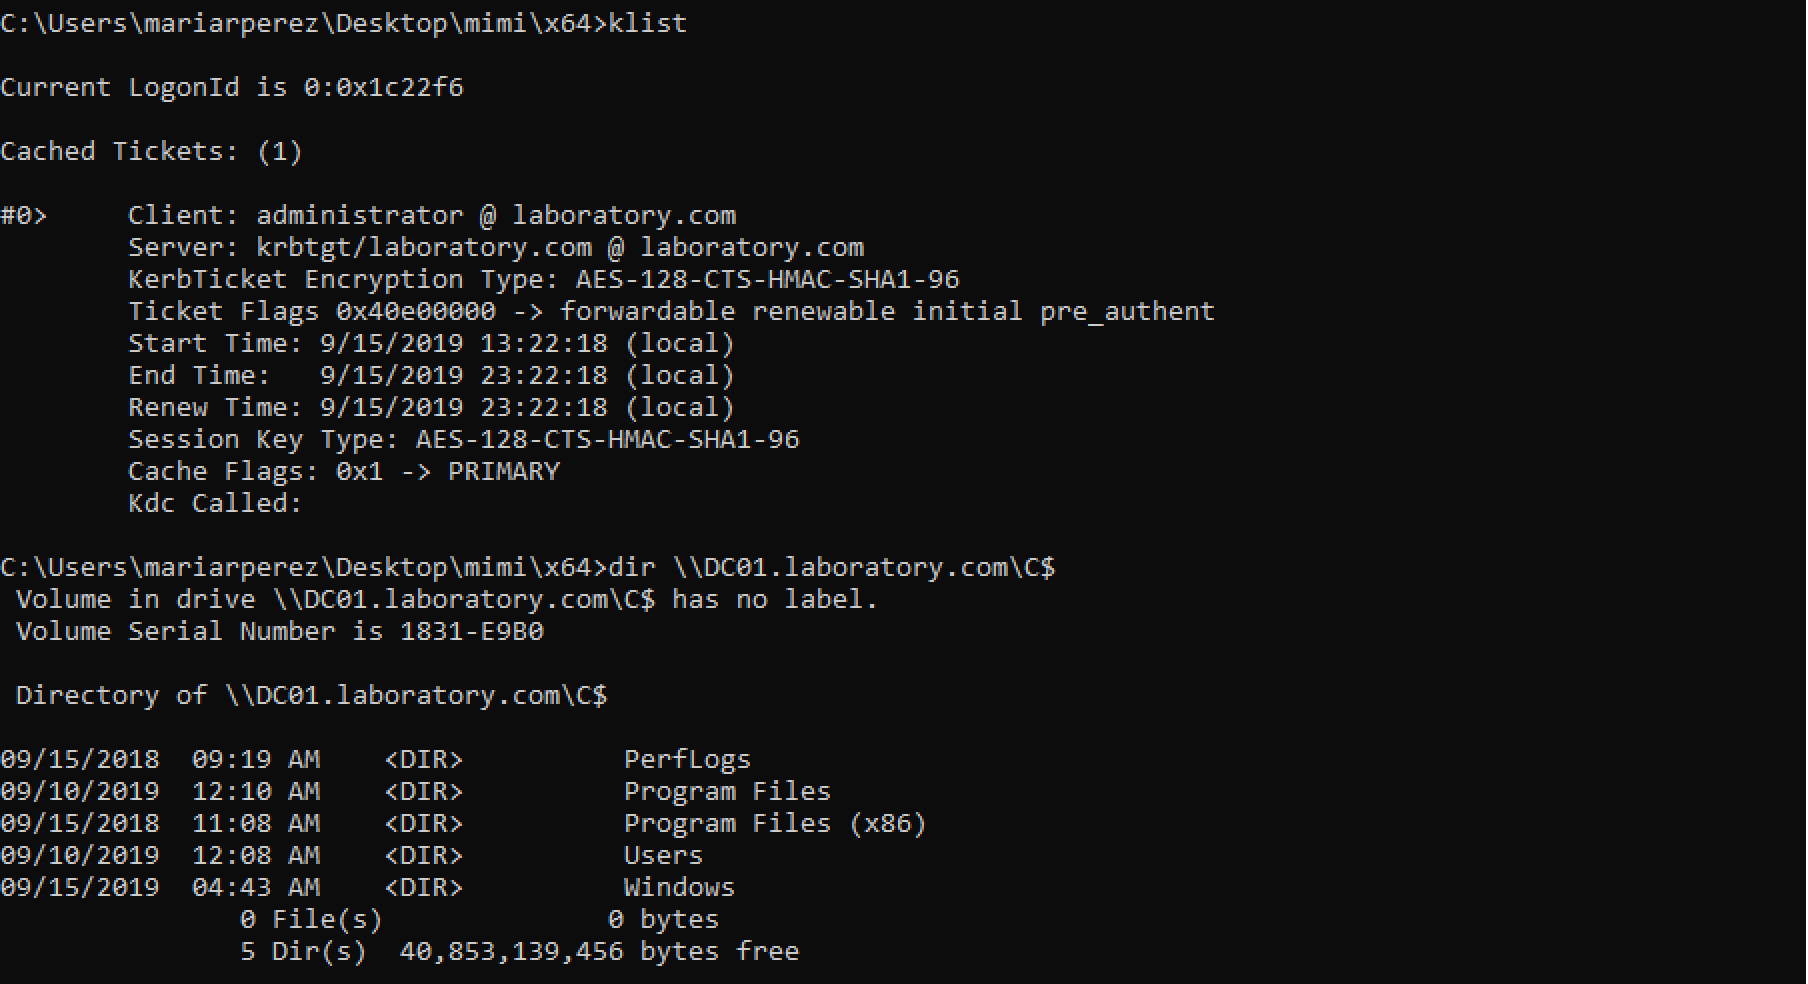 C:\Users\mariarperez\Desktop\mimi\x64>klist
Current LogonId is 0:0x1c22f6
Cached Tickets: (1)
#0>     Client: administrator @ laboratory.com
        Server: krbtgt/laboratory.com @ laboratory.com
        KerbTicket Encryption Type: AES-128-CTS-HMAC-SHA1-96
        Ticket Flags 0x40e00000 -> forwardable renewable initial pre_authent
        Start Time: 9/15/2019 13:22:18 (local)
        End Time:   9/15/2019 23:22:18 (local)
        Renew Time: 9/15/2019 23:22:18 (local)
        Session Key Type: AES-128-CTS-HMAC-SHA1-96
        Cache Flags: 0x1 -> PRIMARY
        Kdc Called:
C:\Users\mariarperez\Desktop\mimi\x64>dir \\DC01.laboratory.com\C$
 Volume in drive \\DC01.laboratory.com\C$ has no label.
 Volume Serial Number is 1831-E9B0
 Directory of \\DC01.laboratory.com\C$
09/15/2018  09:19 AM    <DIR>          PerfLogs
09/10/2019  12:10 AM    <DIR>          Program Files
09/15/2018  11:08 AM    <DIR>          Program Files (x86)
09/10/2019  12:08 AM    <DIR>          Users
09/15/2019  04:43 AM    <DIR>          Windows
               0 File(s)              0 bytes
               5 Dir(s)  40,853,139,456 bytes free